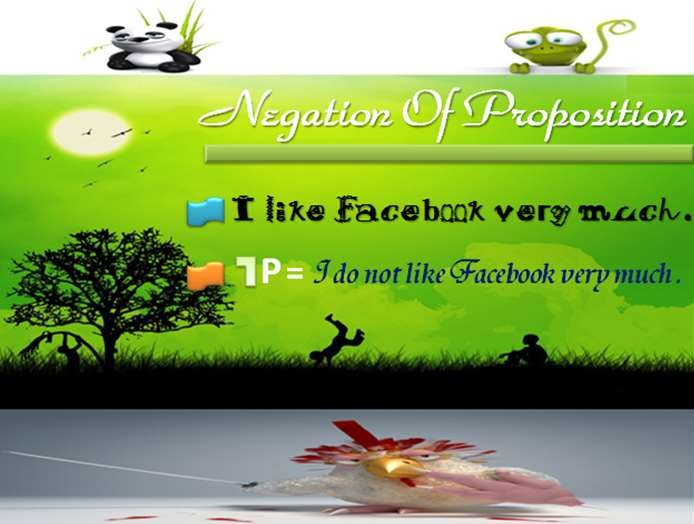 Negation Of Proposition
I like Facebook very much.
¬P = I do not like Facebook very much.